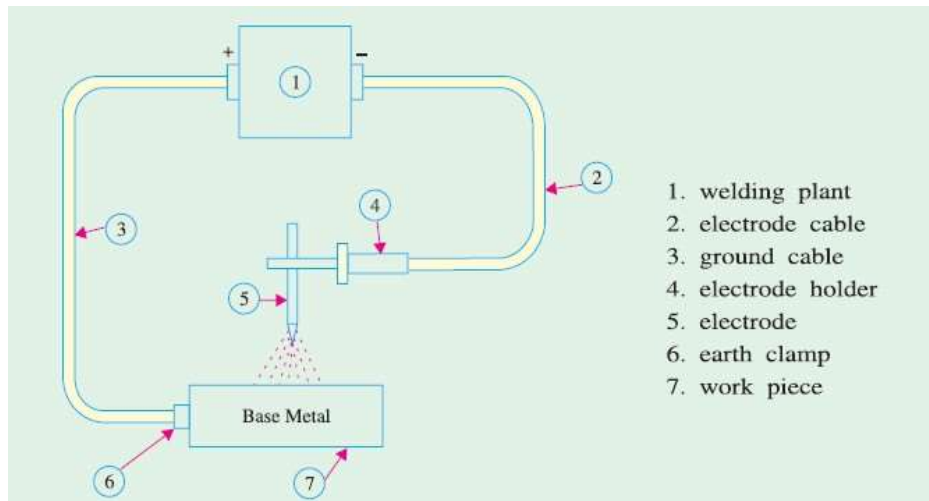 +
−
1
2
3
4
5
6
7
Base Metal
1. welding plant
2. electrode cable
3. ground cable
4. electrode holder
5. electrode
6. earth clamp
7. work piece